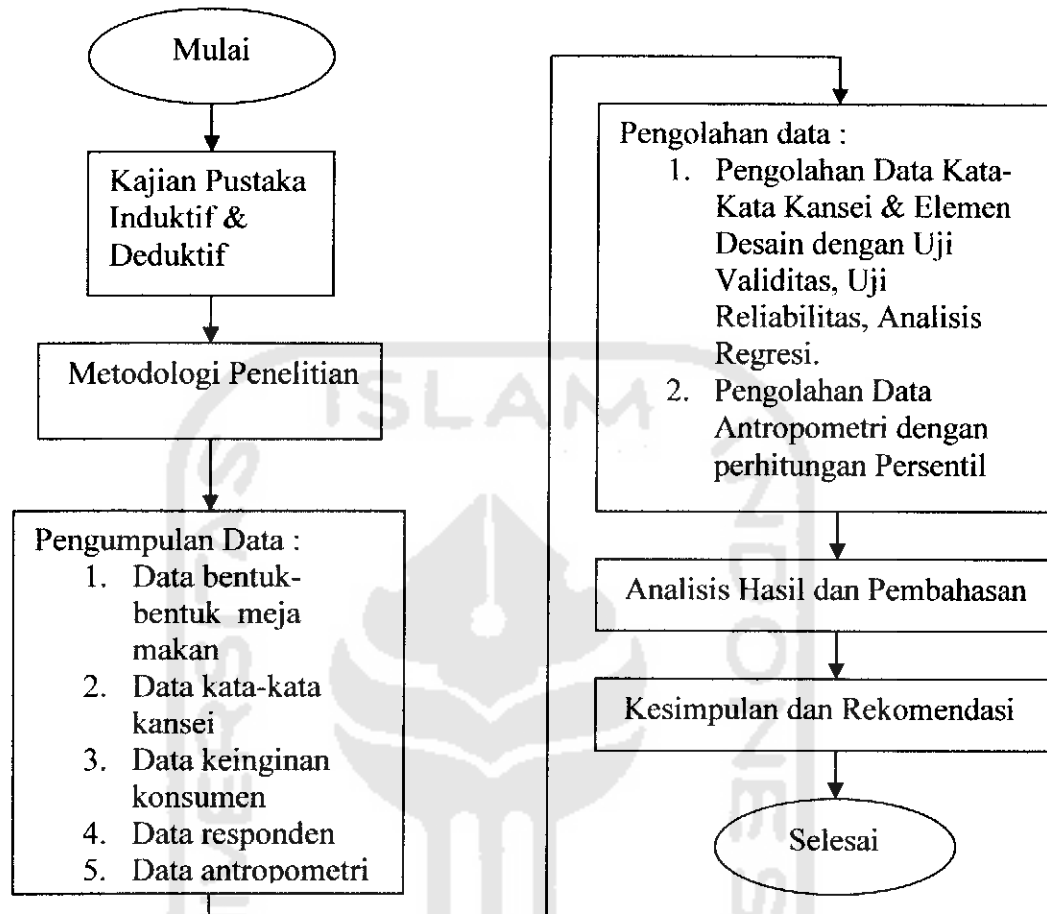 Mulai
Kajian Pustaka
Induktif &
Deduktif
Metodologi Penelitian
Pengumpulan Data :
1. Data bentuk-
bentuk meja
makan
2. Data kata-kata
kansei
3. Data keinginan
konsumen
4. Data responden
5. Data antropometri
Pengolahan data :
1. Pengolahan Data Kata-
Kata Kansei & Elemen
Desain dengan Uji
Validitas, Uji
Reliabilitas, Analisis
Regresi.
2. Pengolahan Data
Antropometri dengan
perhitungan Persentil
Analisis Hasil dan Pembahasan
Kesimpulan dan Rekomendasi
Selesai
ISLAM